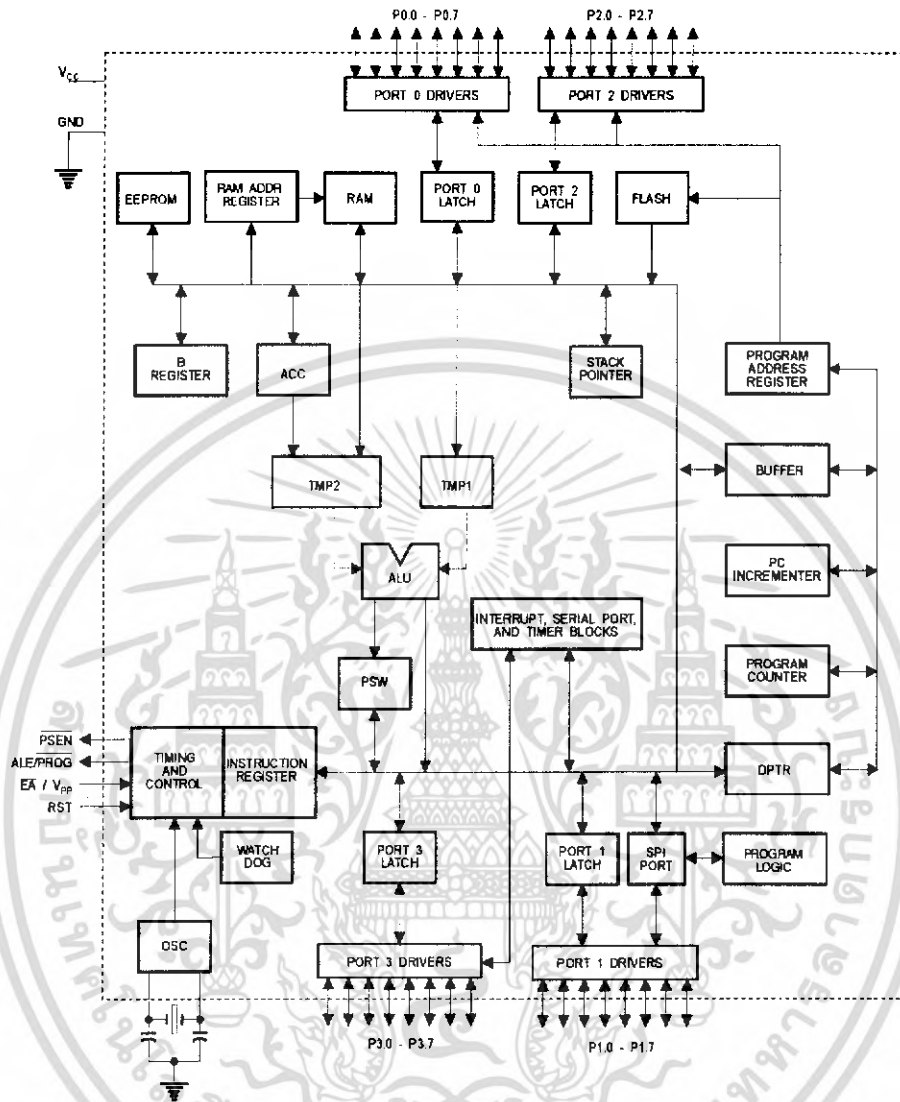 P0.0 - P0.7
P2.0 - P2.7
VCC
PORT 0 DRIVERS
PORT 2 DRIVERS
GND
EEPROM
RAM ADDR
REGISTER
RAM
PORT 0
LATCH
PORT 2
LATCH
FLASH
B
REGISTER
ACC
STACK
POINTER
PROGRAM
ADDRESS
REGISTER
TMP2
TMP1
BUFFER
ALU
PC
INCREMENTER
INTERRUPT, SERIAL PORT,
AND TIMER BLOCKS
PSW
PROGRAM
COUNTER
PSEN
ALE/PROG
EA / VPP
RST
TIMING
AND
CONTROL
INSTRUCTION
REGISTER
DPTR
WATCH
DOG
PORT 3
LATCH
PORT 1
LATCH
SPI
PORT
PROGRAM
LOGIC
OSC
PORT 3 DRIVERS
PORT 1 DRIVERS
P3.0 - P3.7
P1.0 - P1.7